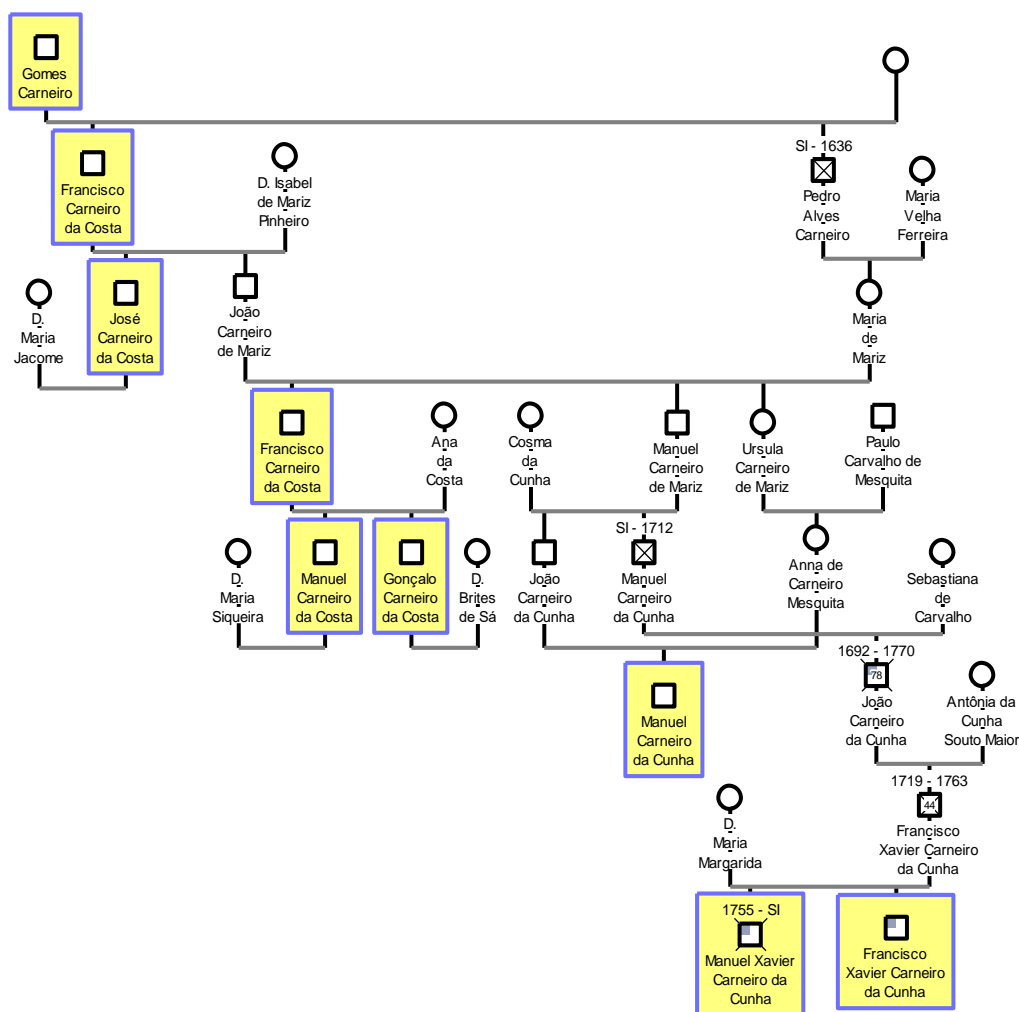 Gomes
Carneiro
Francisco
Carneiro
da Costa
D. Isabel
de Mariz
Pinheiro
SI - 1636
Pedro
Alves
Carneiro
Maria
Velha
Ferreira
D.
Maria
Jacome
José
Carneiro
da Costa
João
Carneiro
de Mariz
Maria
de
Mariz
Francisco
Carneiro
da Costa
Ana
da
Costa
Cosma
da
Cunha
Manuel
Carneiro
de Mariz
Ursula
Carneiro
de Mariz
Paulo
Carvalho de
Mesquita
D.
Maria
Siqueira
Manuel
Carneiro
da Costa
Gonçalo
Carneiro
da Costa
D.
Brites
de Sá
João
Carneiro
da Cunha
SI - 1712
Manuel
Carneiro
da Cunha
Anna de
Carneiro
Mesquita
Sebastiana
de
Carvalho
Manuel
Carneiro
da Cunha
1692 - 1770
78
João
Carneiro
da Cunha
Antônia da
Cunha
Souto Maior
D.
Maria
Margarida
1719 - 1763
44
Francisco
Xavier Carneiro
da Cunha
1755 - SI
Manuel Xavier
Carneiro da
Cunha
Francisco
Xavier Carneiro
da Cunha